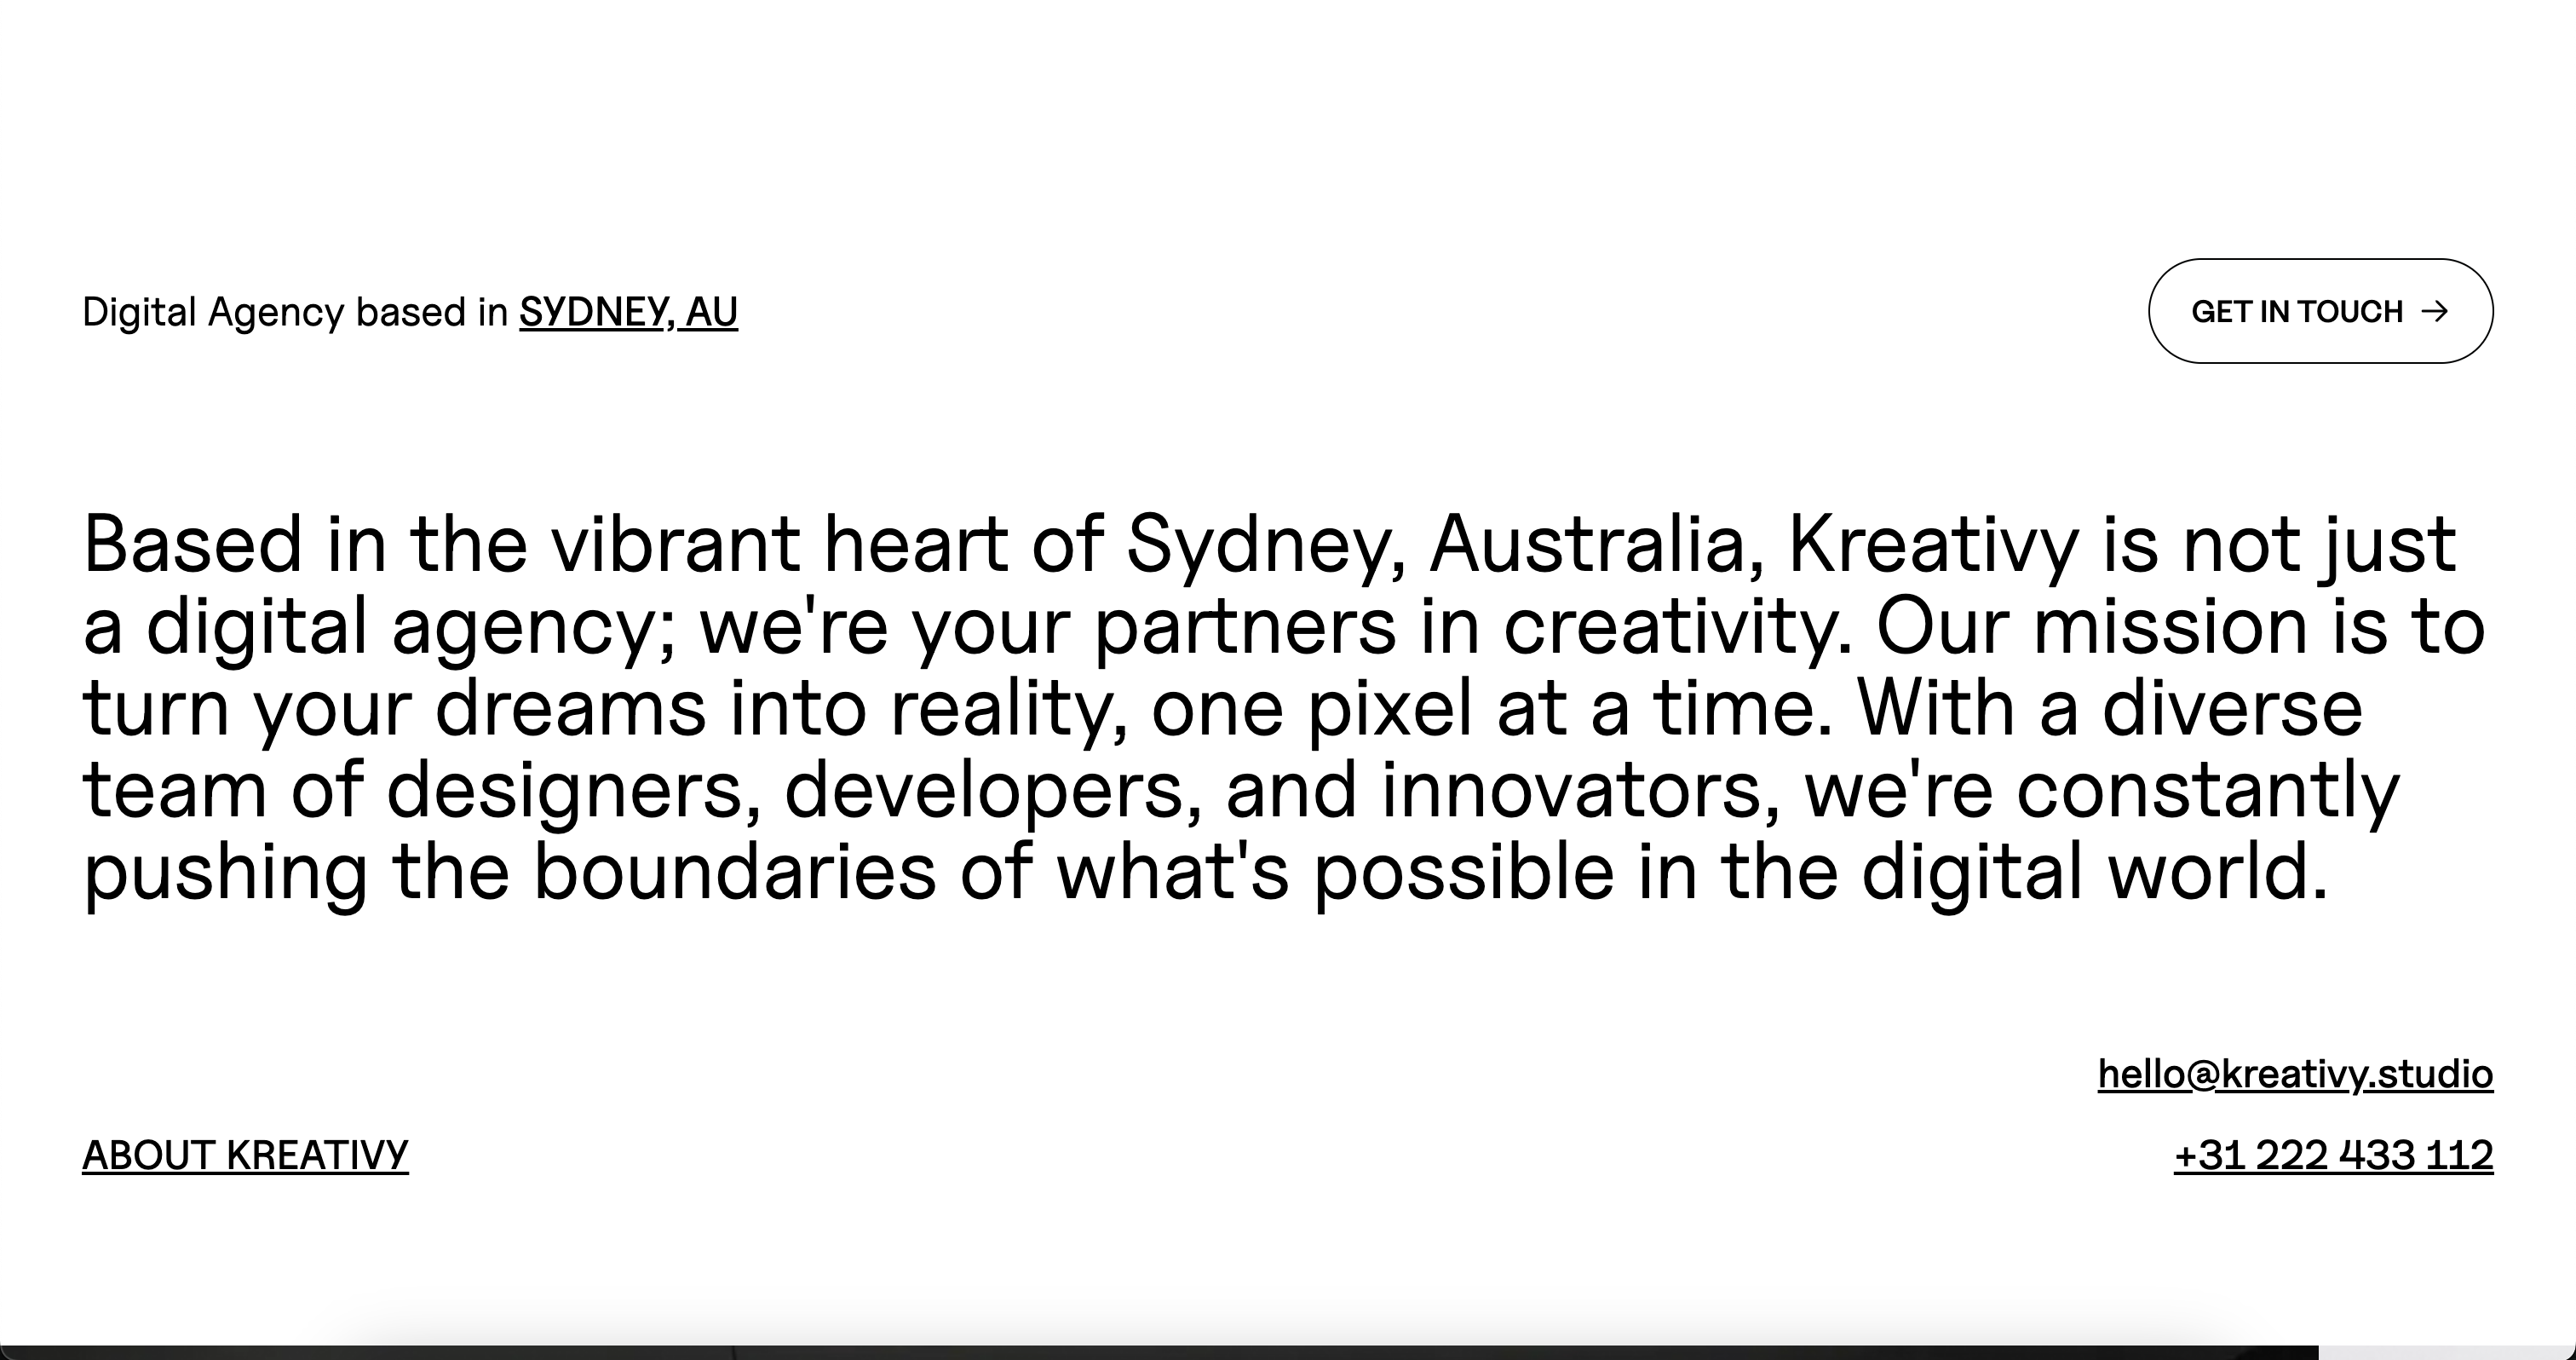 Digital Agency based in SYDNEY, AU
GET IN TOUCH →
Based in the vibrant heart of Sydney, Australia, Kreativy is not just
a digital agency; we're your partners in creativity. Our mission is to
turn your dreams into reality, one pixel at a time. With a diverse
team of designers, developers, and innovators, we're constantly
pushing the boundaries of what's possible in the digital world.
hello@kreativy.studio
ABOUT KREATIVY
+31 222 433 112